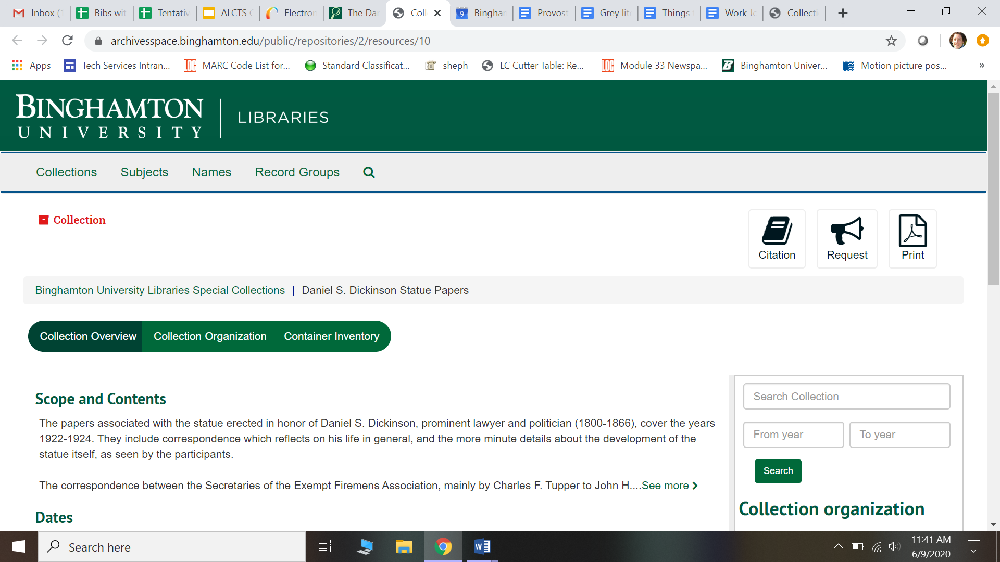 Inbox (1 Bibs wit Tentativ ALCTS C Electron The Dar Coll Binghar Provost Grey lite Things Work Jo Collecti
archivesspace.binghamton.edu/public/repositories/2/resources/10
Apps Tech Services Intran... MARC Code List for... Standard Classificat... sheph LC Cutter Table: Re... Module 33 Newspa... Binghamton Univer... Motion picture pos... »
BINGHAMTON
UNIVERSITY
LIBRARIES
Collections Subjects Names Record Groups
Collection
Citation Request Print
Binghamton University Libraries Special Collections | Daniel S. Dickinson Statue Papers
Collection Overview Collection Organization Container Inventory
Scope and Contents
The papers associated with the statue erected in honor of Daniel S. Dickinson, prominent lawyer and politician (1800-1866), cover the years
1922-1924. They include correspondence which reflects on his life in general, and the more minute details about the development of the
statue itself, as seen by the participants.
The correspondence between the Secretaries of the Exempt Firemens Association, mainly by Charles F. Tupper to John H....See more
Dates
Search Collection
From year To year
Search
Collection organization
Search here
11:41 AM
6/9/2020